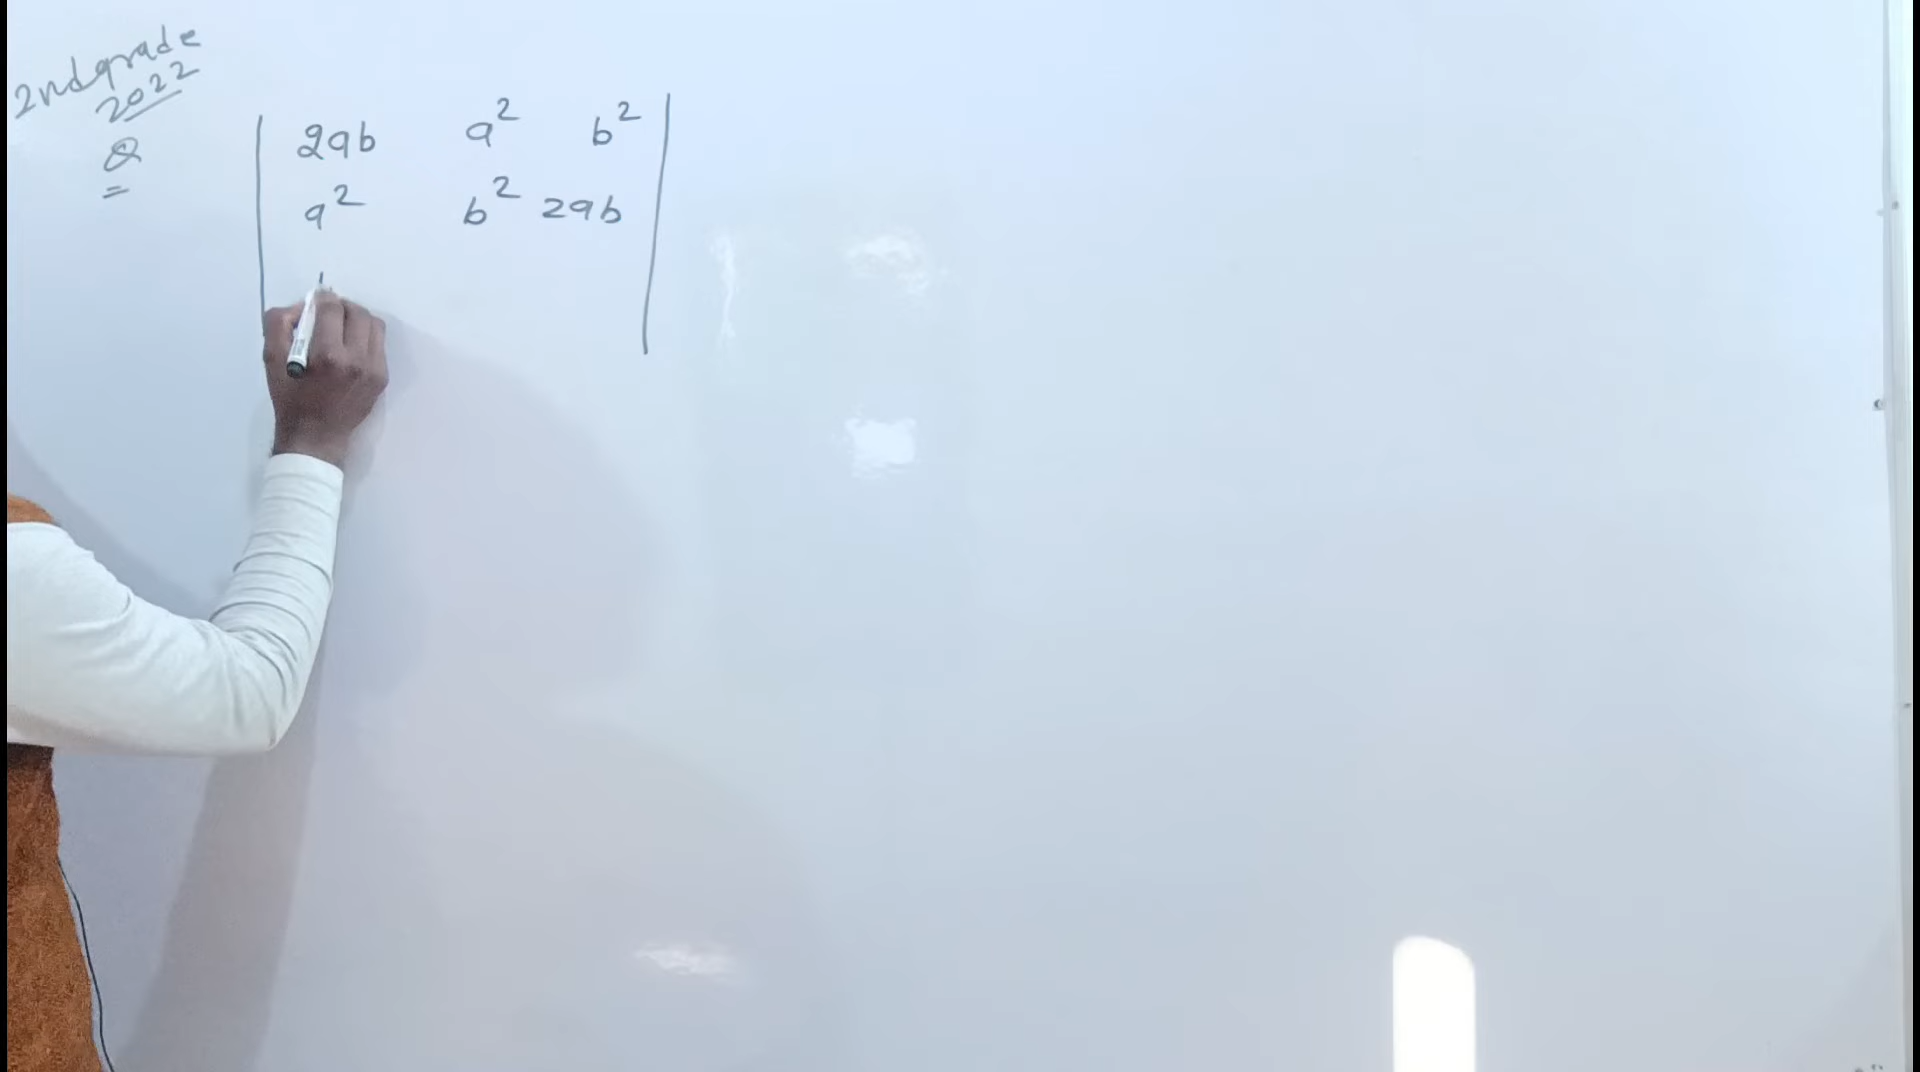 2nd grade
2022
Q
2ab a² b²
a² b² 2ab